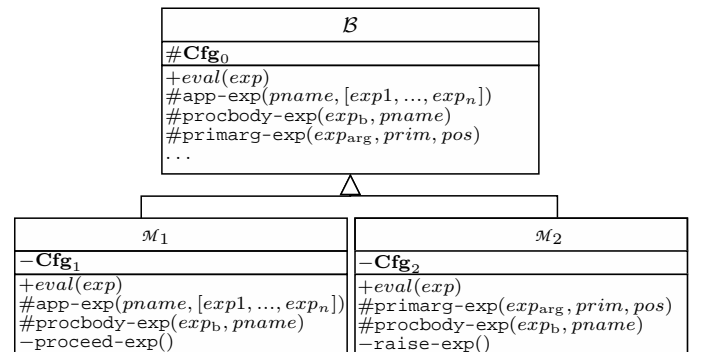 B
#Cfg₀
+eval(exp)
#app-exp(pname, [exp1, ..., expₙ])
#procbody-exp(exp_b, pname)
#primarg-exp(exp_arg, prim, pos)
...
M₁
−Cfg₁
+eval(exp)
#app-exp(pname, [exp1, ..., expₙ])
#procbody-exp(exp_b, pname)
−proceed-exp()
M₂
−Cfg₂
+eval(exp)
#primarg-exp(exp_arg, prim, pos)
#procbody-exp(exp_b, pname)
−raise-exp()